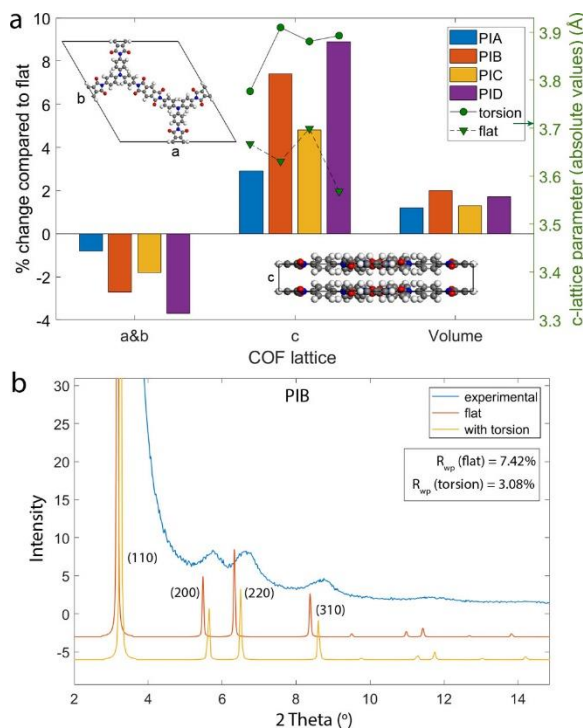 a
PIA
PIB
PIC
PID
torsion
flat
b
a
c
% change compared to flat
8
6
4
2
0
-2
-4
a&b
c
Volume
COF lattice
3.9
3.8
3.7
3.6
3.5
3.4
3.3
c-lattice parameter (absolute values) (Å)
b
PIB
experimental
flat
with torsion
Rwp (flat) = 7.42%
Rwp (torsion) = 3.08%
Intensity
30
25
20
15
10
5
0
-5
(110)
(200)
(220)
(310)
2
4
6
8
10
12
14
2 Theta (º)